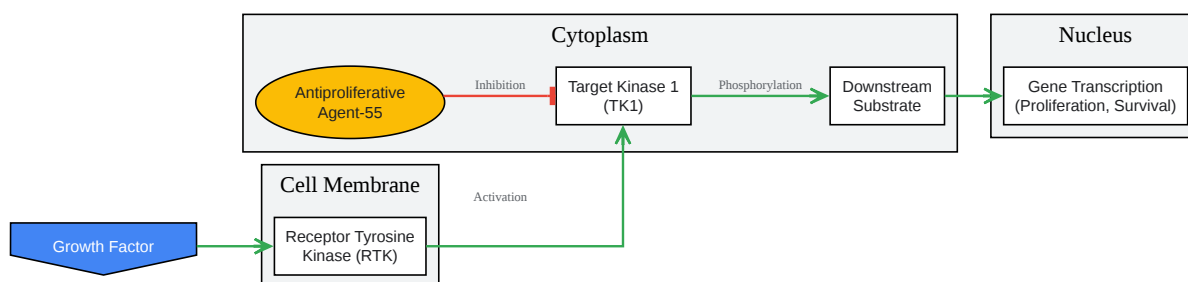 Cytoplasm
Nucleus
Antiproliferative
Agent-55
Inhibition
Target Kinase 1
(TK1)
Phosphorylation
Downstream
Substrate
Gene Transcription
(Proliferation, Survival)
Cell Membrane
Activation
Growth Factor
Receptor Tyrosine
Kinase (RTK)